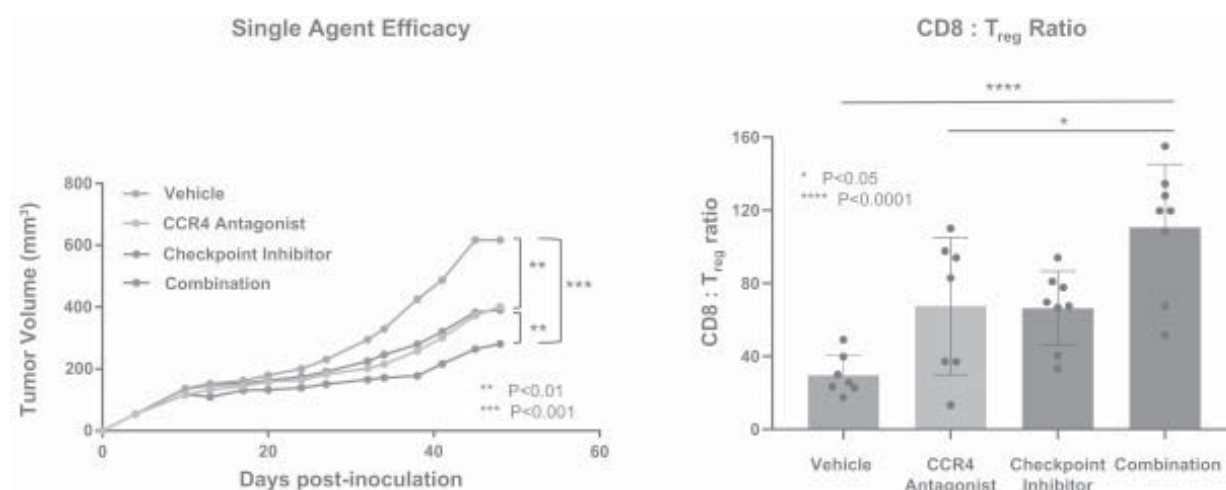 Single Agent Efficacy
800
600
400
200
0
Tumor Volume (mm³)
Vehicle
CCR4 Antagonist
Checkpoint Inhibitor
Combination
**
***
**
** P<0.01
*** P<0.001
0 20 40 60
Days post-inoculation
CD8 : Treg Ratio
****
*
160
120
80
40
0
CD8 : Treg ratio
* P<0.05
**** P<0.0001
Vehicle CCR4 Checkpoint Combination
Antagonist Inhibitor